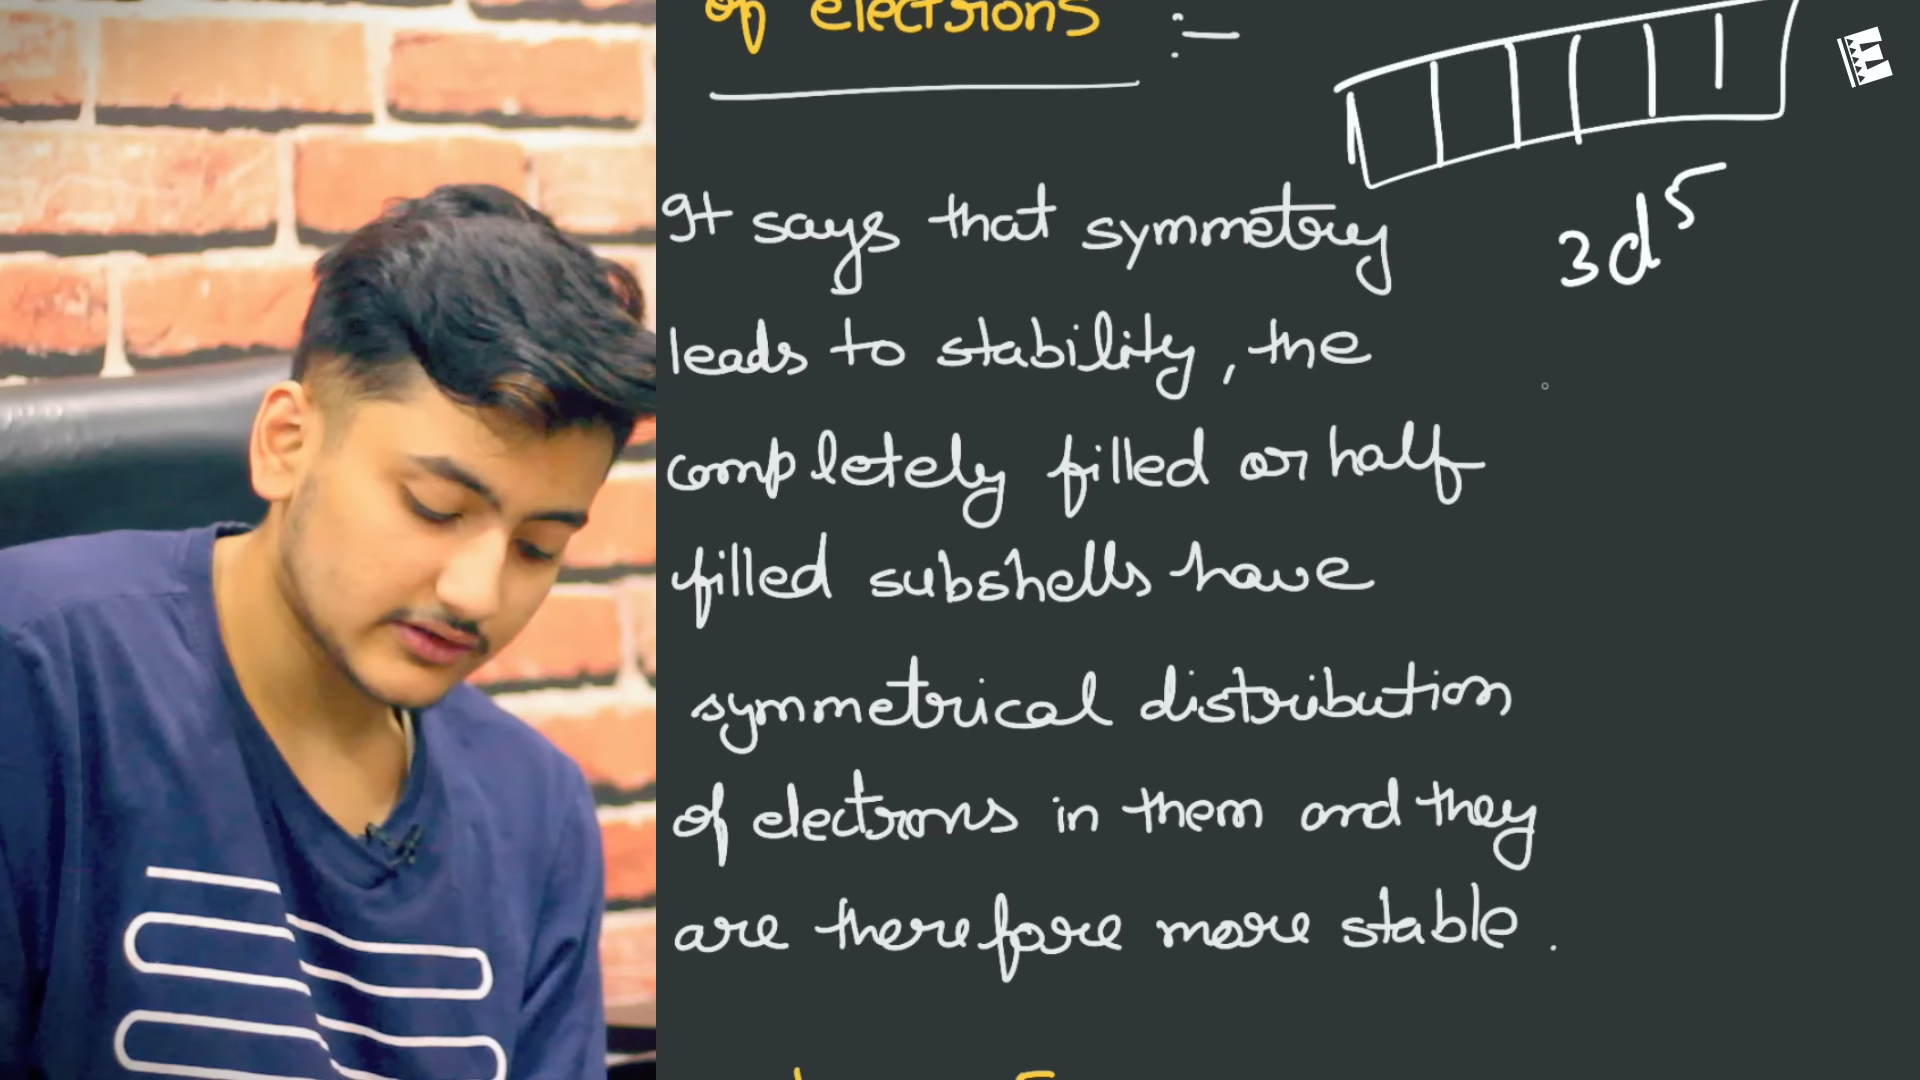 of electrons :-
It says that symmetry
3d⁵
leads to stability, the
completely filled or half
filled subshells have
symmetrical distribution
of electrons in them and they
are therefore more stable.